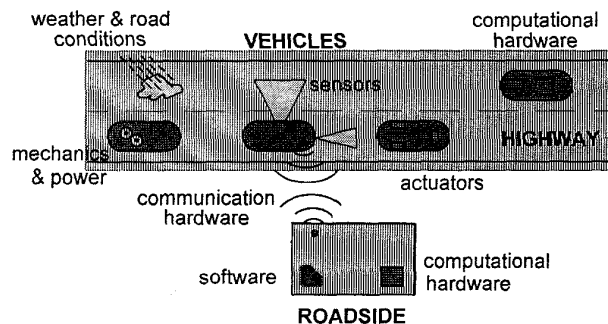 weather & road
conditions
VEHICLES
computational
hardware
sensors
HIGHWAY
mechanics
& power
actuators
communication
hardware
software
computational
hardware
ROADSIDE